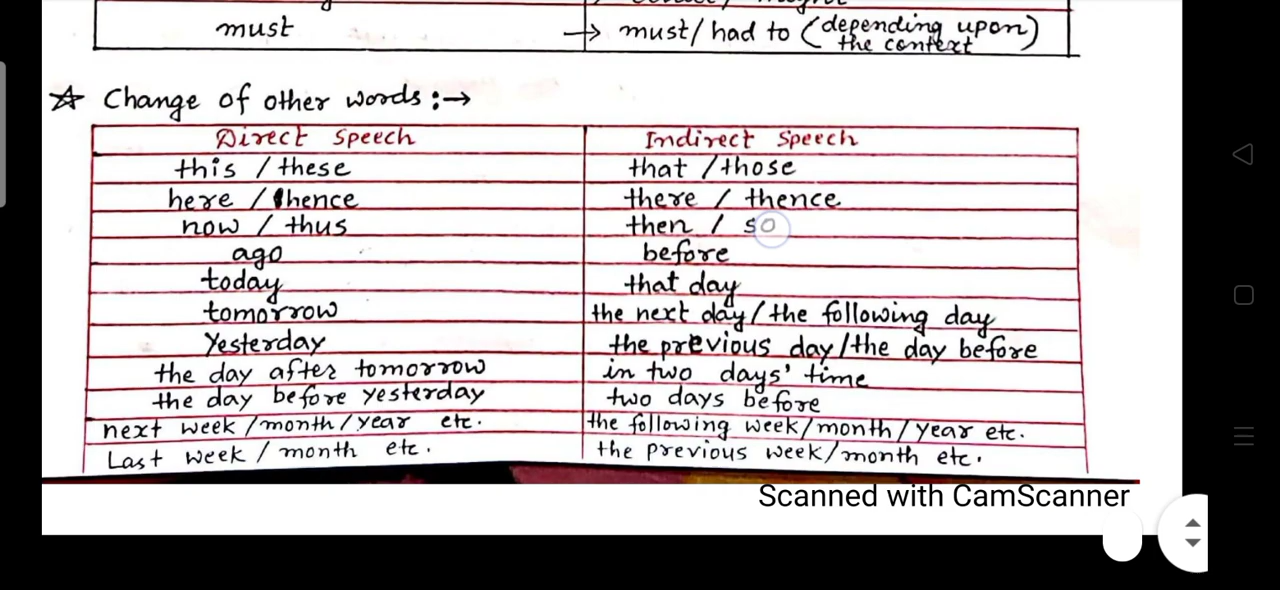 must → must/ had to (depending upon)
the context
☆ Change of other words :→
Direct Speech Indirect Speech
this / these that / those
here / hence there / thence
now / thus then / so
ago before
today that day
tomorrow the next day / the following day
Yesterday the previous day/the day before
the day after tomorrow in two days' time
the day before yesterday two days before
next week / month / year etc. the following week/month/year etc.
Last week / month etc. the previous week/month etc.
Scanned with CamScanner